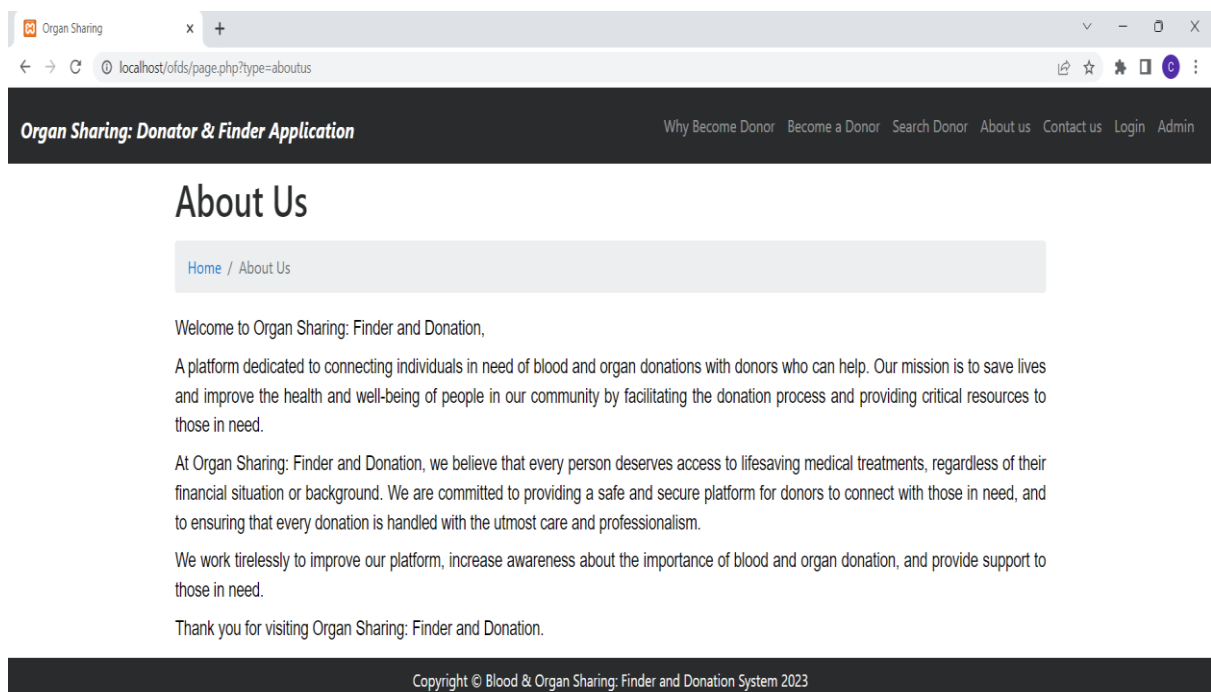 Organ Sharing
localhost/ofds/page.php?type=aboutus
C
Organ Sharing: Donator & Finder Application
Why Become Donor Become a Donor Search Donor About us Contact us Login Admin
About Us
Home / About Us
Welcome to Organ Sharing: Finder and Donation,
A platform dedicated to connecting individuals in need of blood and organ donations with donors who can help. Our mission is to save lives
and improve the health and well-being of people in our community by facilitating the donation process and providing critical resources to
those in need.
At Organ Sharing: Finder and Donation, we believe that every person deserves access to lifesaving medical treatments, regardless of their
financial situation or background. We are committed to providing a safe and secure platform for donors to connect with those in need, and
to ensuring that every donation is handled with the utmost care and professionalism.
We work tirelessly to improve our platform, increase awareness about the importance of blood and organ donation, and provide support to
those in need.
Thank you for visiting Organ Sharing: Finder and Donation.
Copyright © Blood & Organ Sharing: Finder and Donation System 2023